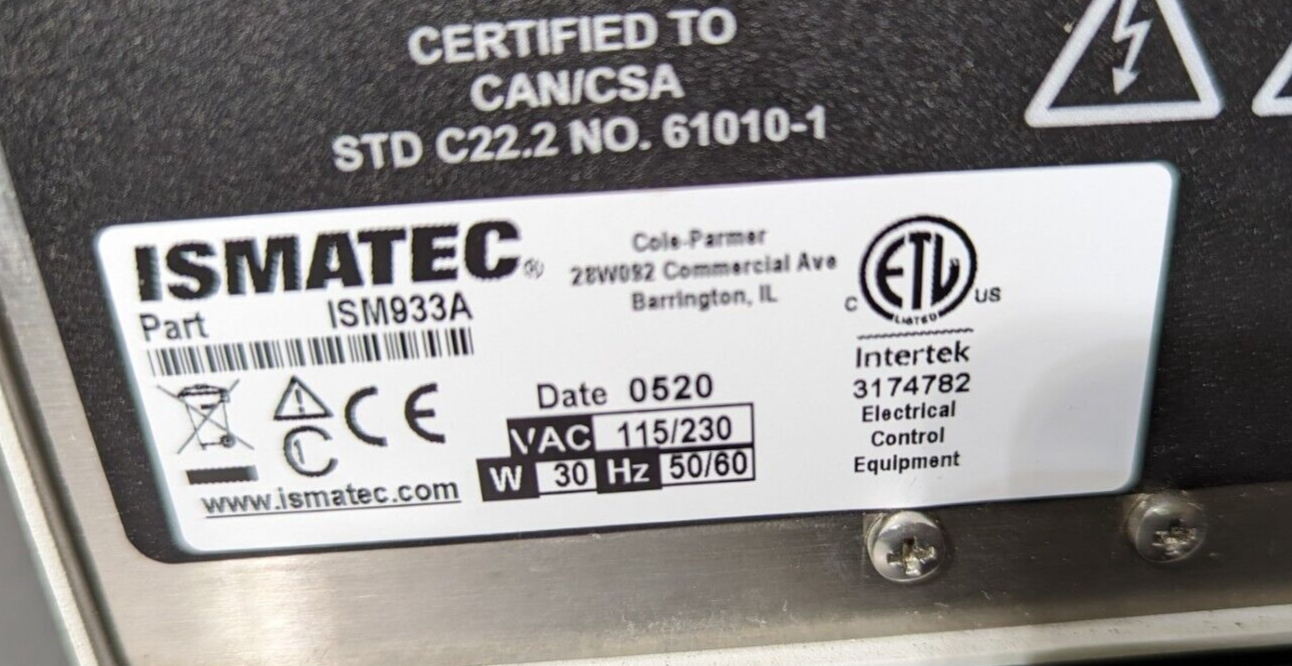 CERTIFIED TO
CAN/CSA
STD C22.2 NO. 61010-1
ISMATEC®
Part ISM933A
Cole-Parmer
28W092 Commercial Ave
Barrington, IL
C ETL US
LISTED
Intertek
3174782
Electrical
Control
Equipment
CE
Date 0520
VAC 115/230
W 30 Hz 50/60
www.ismatec.com